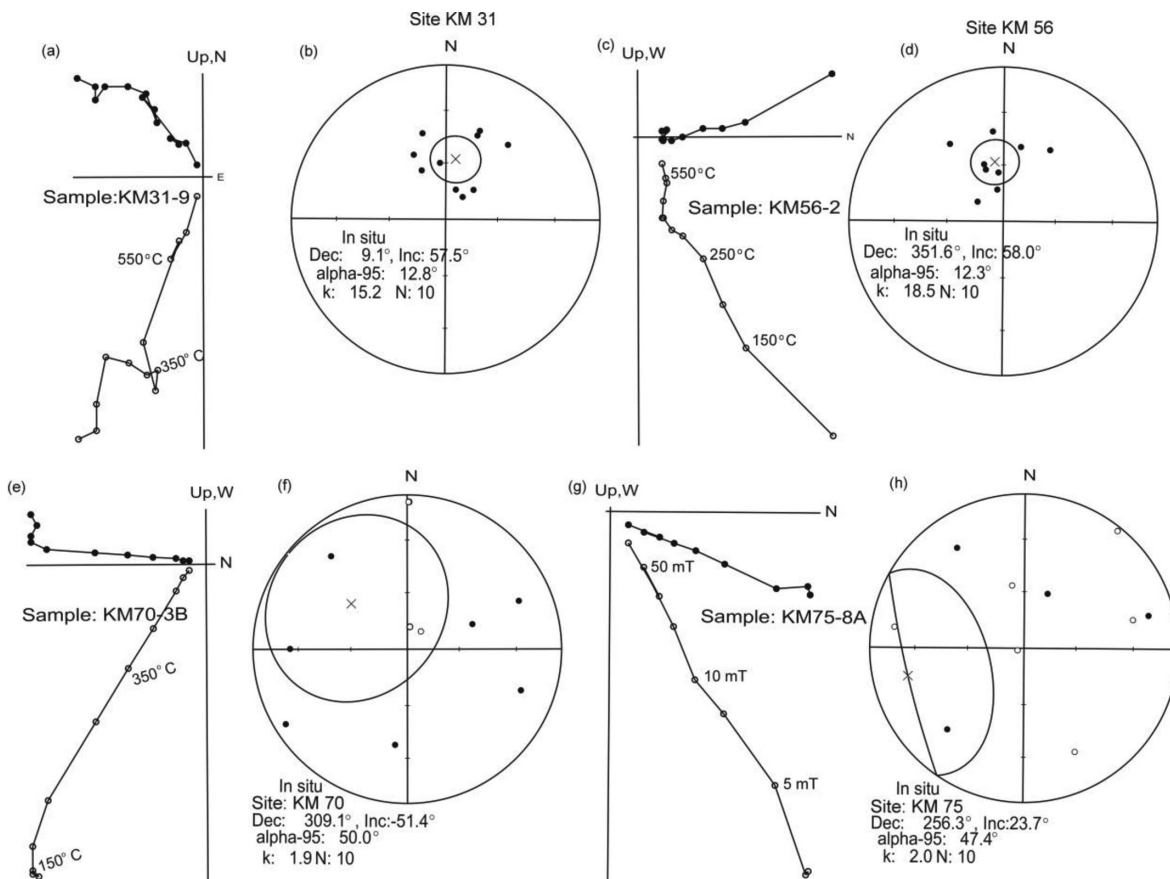 Site KM 31
(a)
Up,N
E
Sample:KM31-9
550°C
350° C
(b)
N
In situ
Dec: 9.1°, Inc: 57.5°
alpha-95: 12.8°
k: 15.2 N: 10
(c)
Up,W
N
550°C
Sample: KM56-2
250°C
150°C
Site KM 56
(d)
N
In situ
Dec: 351.6°, Inc: 58.0°
alpha-95: 12.3°
k: 18.5 N: 10
(e)
Up,W
N
Sample: KM70-3B
350° C
150°C
(f)
N
In situ
Site: KM 70
Dec: 309.1°, Inc:-51.4°
alpha-95: 50.0°
k: 1.9 N: 10
(g)
Up,W
N
50 mT
Sample: KM75-8A
10 mT
5 mT
(h)
N
In situ
Site: KM 75
Dec: 256.3°, Inc:23.7°
alpha-95: 47.4°
k: 2.0 N: 10